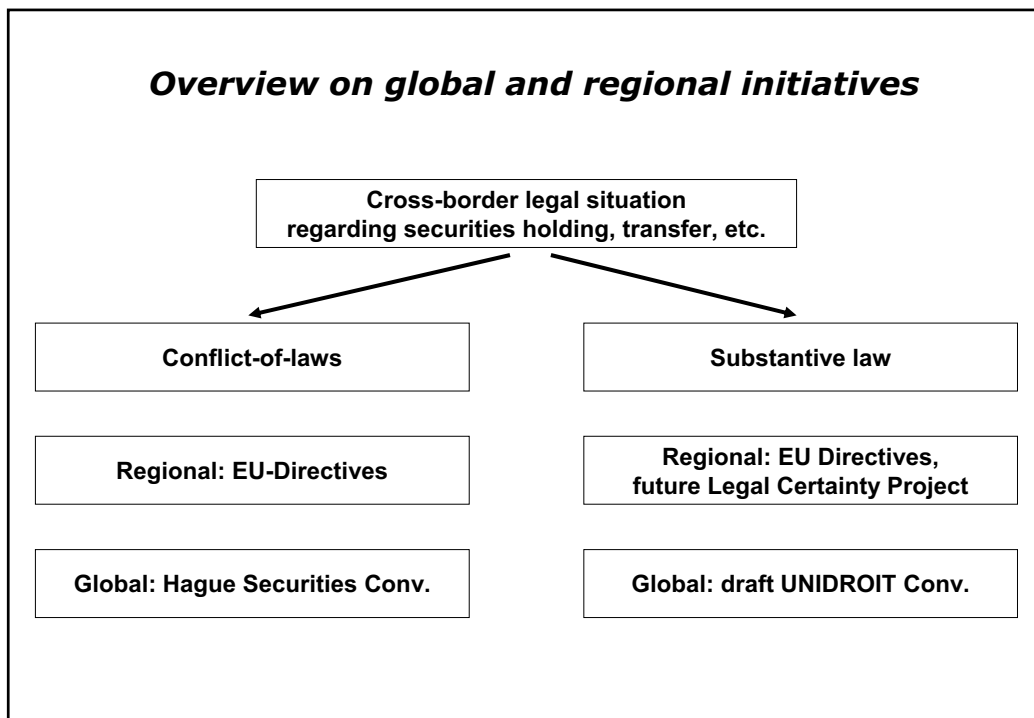 Overview on global and regional initiatives
Cross-border legal situation
regarding securities holding, transfer, etc.
Conflict-of-laws
Substantive law
Regional: EU-Directives
Regional: EU Directives,
future Legal Certainty Project
Global: Hague Securities Conv.
Global: draft UNIDROIT Conv.